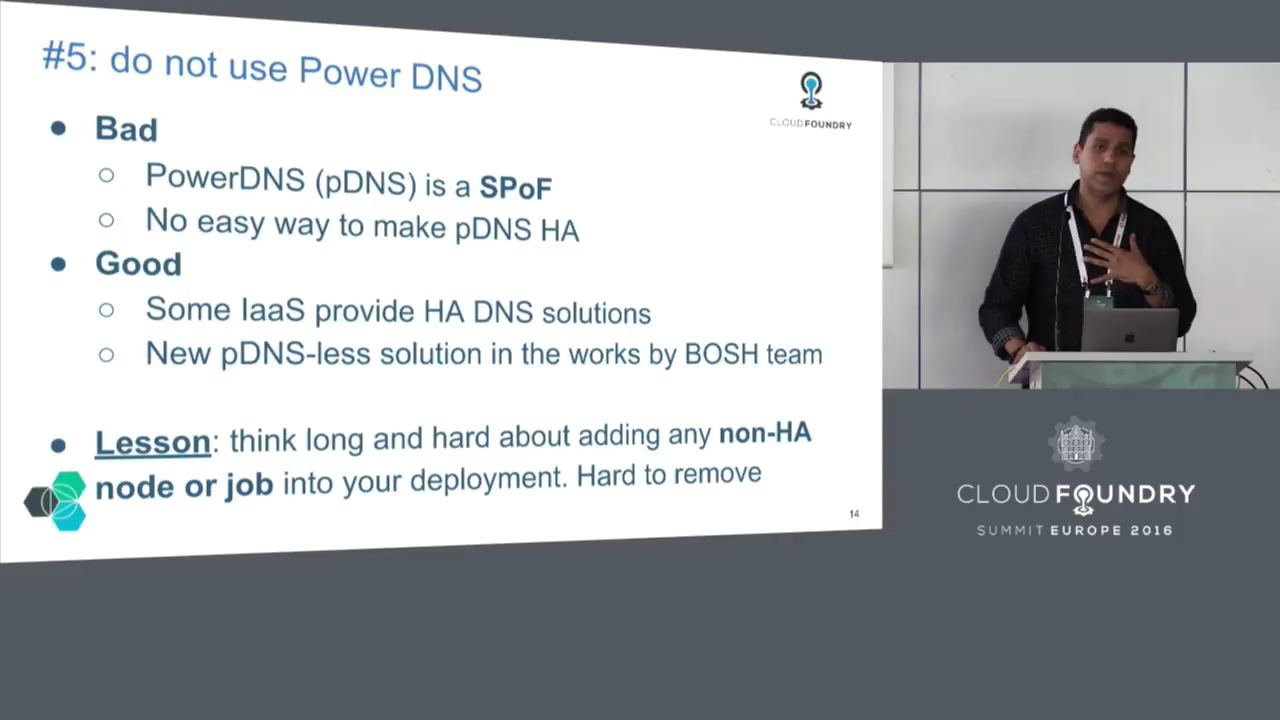 #5: do not use Power DNS
CLOUDFOUNDRY
● Bad
○ PowerDNS (pDNS) is a SPoF
○ No easy way to make pDNS HA
● Good
○ Some IaaS provide HA DNS solutions
○ New pDNS-less solution in the works by BOSH team
● Lesson: think long and hard about adding any non-HA
node or job into your deployment. Hard to remove
14
CLOUD FOUNDRY
SUMMIT EUROPE 2016